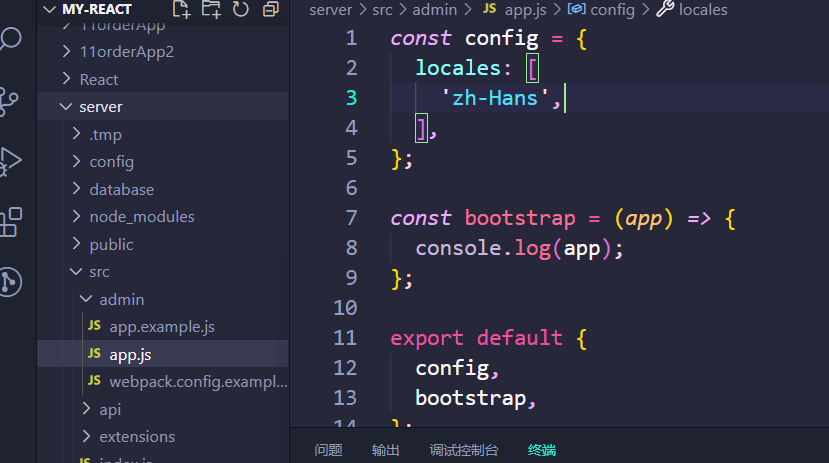 MY-REACT
11orderApp
11orderApp2
React
server
.tmp
config
database
node_modules
public
src
admin
JS app.example.js
JS app.js
JS webpack.config.exampl...
api
extensions
JS index.js
server > src > admin > JS app.js > config > locales
1 const config = {
2 locales: [
3 'zh-Hans',
4 ],
5 };
6
7 const bootstrap = (app) => {
8 console.log(app);
9 };
10
11 export default {
12 config,
13 bootstrap,
14 };
问题 输出 调试控制台 终端